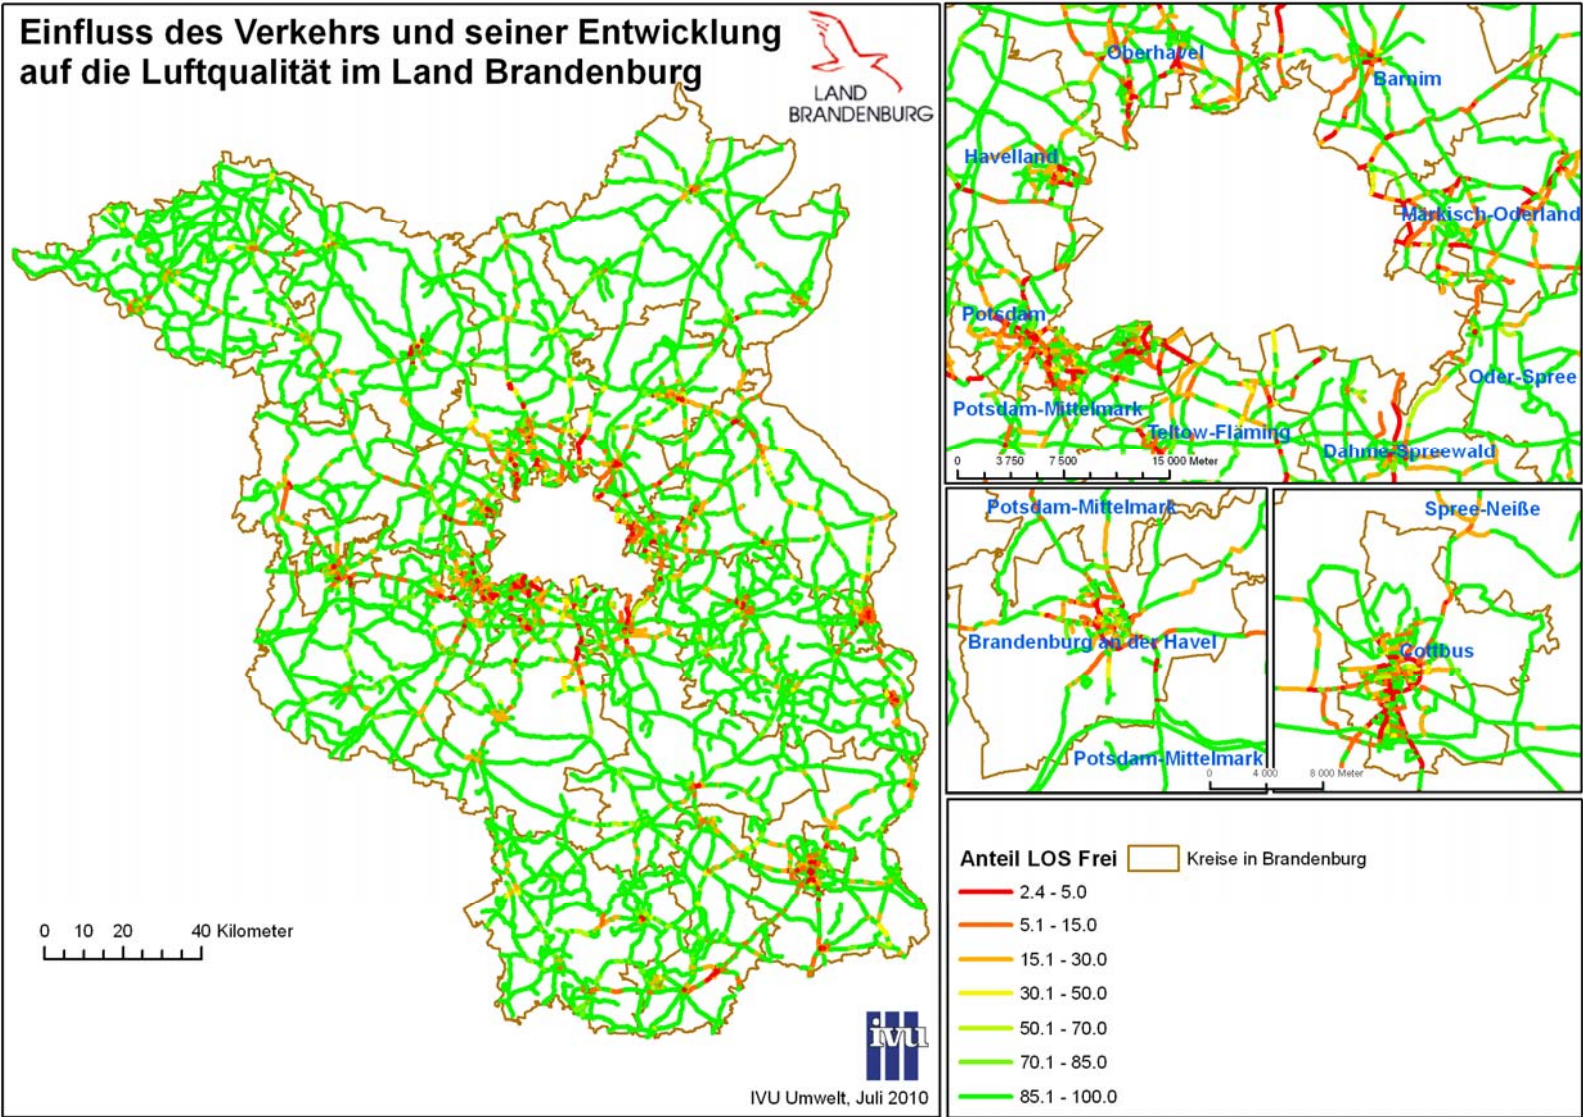 Einfluss des Verkehrs und seiner Entwicklung
auf die Luftqualität im Land Brandenburg
LAND
BRANDENBURG
0 10 20 40 Kilometer
ivu
IVU Umwelt, Juli 2010
Oberhavel
Barnim
Havelland
Märkisch-Oderland
Potsdam
Oder-Spree
Potsdam-Mittelmark
Teltow-Fläming
Dahme-Spreewald
0 3 750 7 500 15 000 Meter
Potsdam-Mittelmark
Brandenburg an der Havel
Potsdam-Mittelmark
Spree-Neiße
Cottbus
0 4 000 8 000 Meter
Anteil LOS Frei
Kreise in Brandenburg
2.4 - 5.0
5.1 - 15.0
15.1 - 30.0
30.1 - 50.0
50.1 - 70.0
70.1 - 85.0
85.1 - 100.0